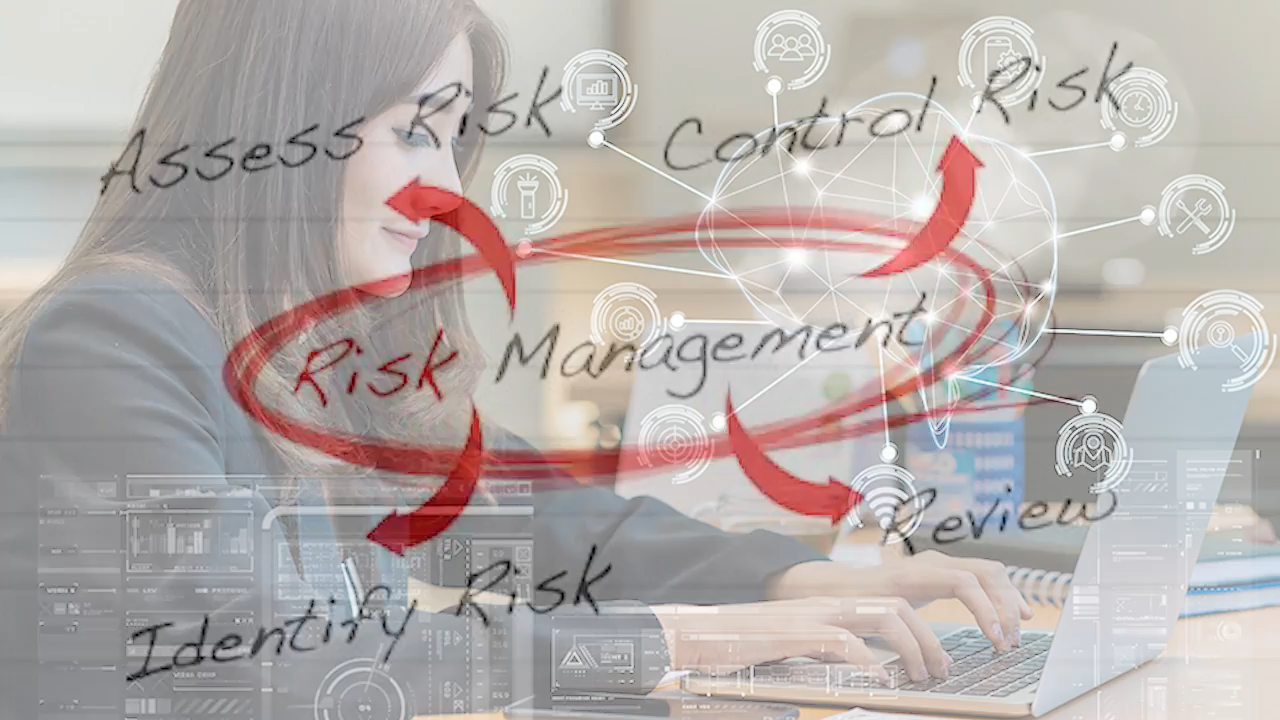 Assess Risk
Control Risk
Risk Management
Review
Identify Risk